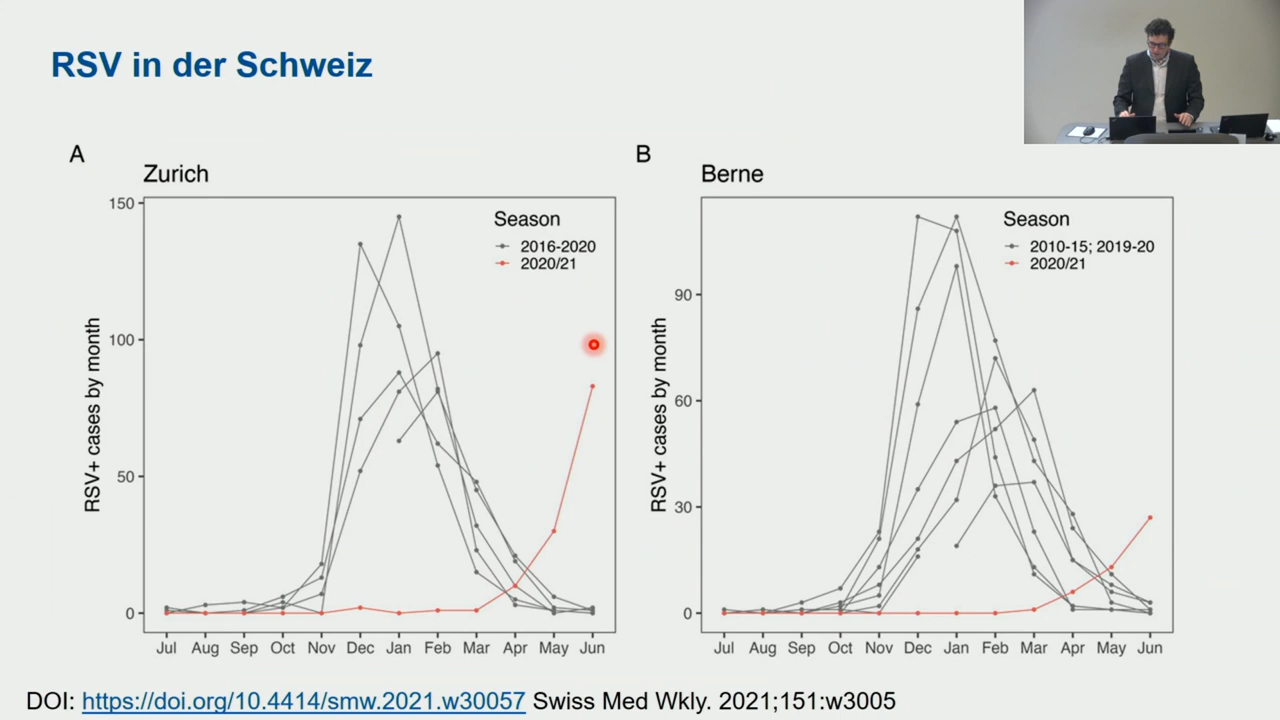 RSV in der Schweiz
A
Zurich
RSV+ cases by month
150
100
50
0
Season
2016-2020
2020/21
Jul Aug Sep Oct Nov Dec Jan Feb Mar Apr May Jun
B
Berne
RSV+ cases by month
90
60
30
0
Season
2010-15; 2019-20
2020/21
Jul Aug Sep Oct Nov Dec Jan Feb Mar Apr May Jun
DOI: https://doi.org/10.4414/smw.2021.w30057 Swiss Med Wkly. 2021;151:w3005